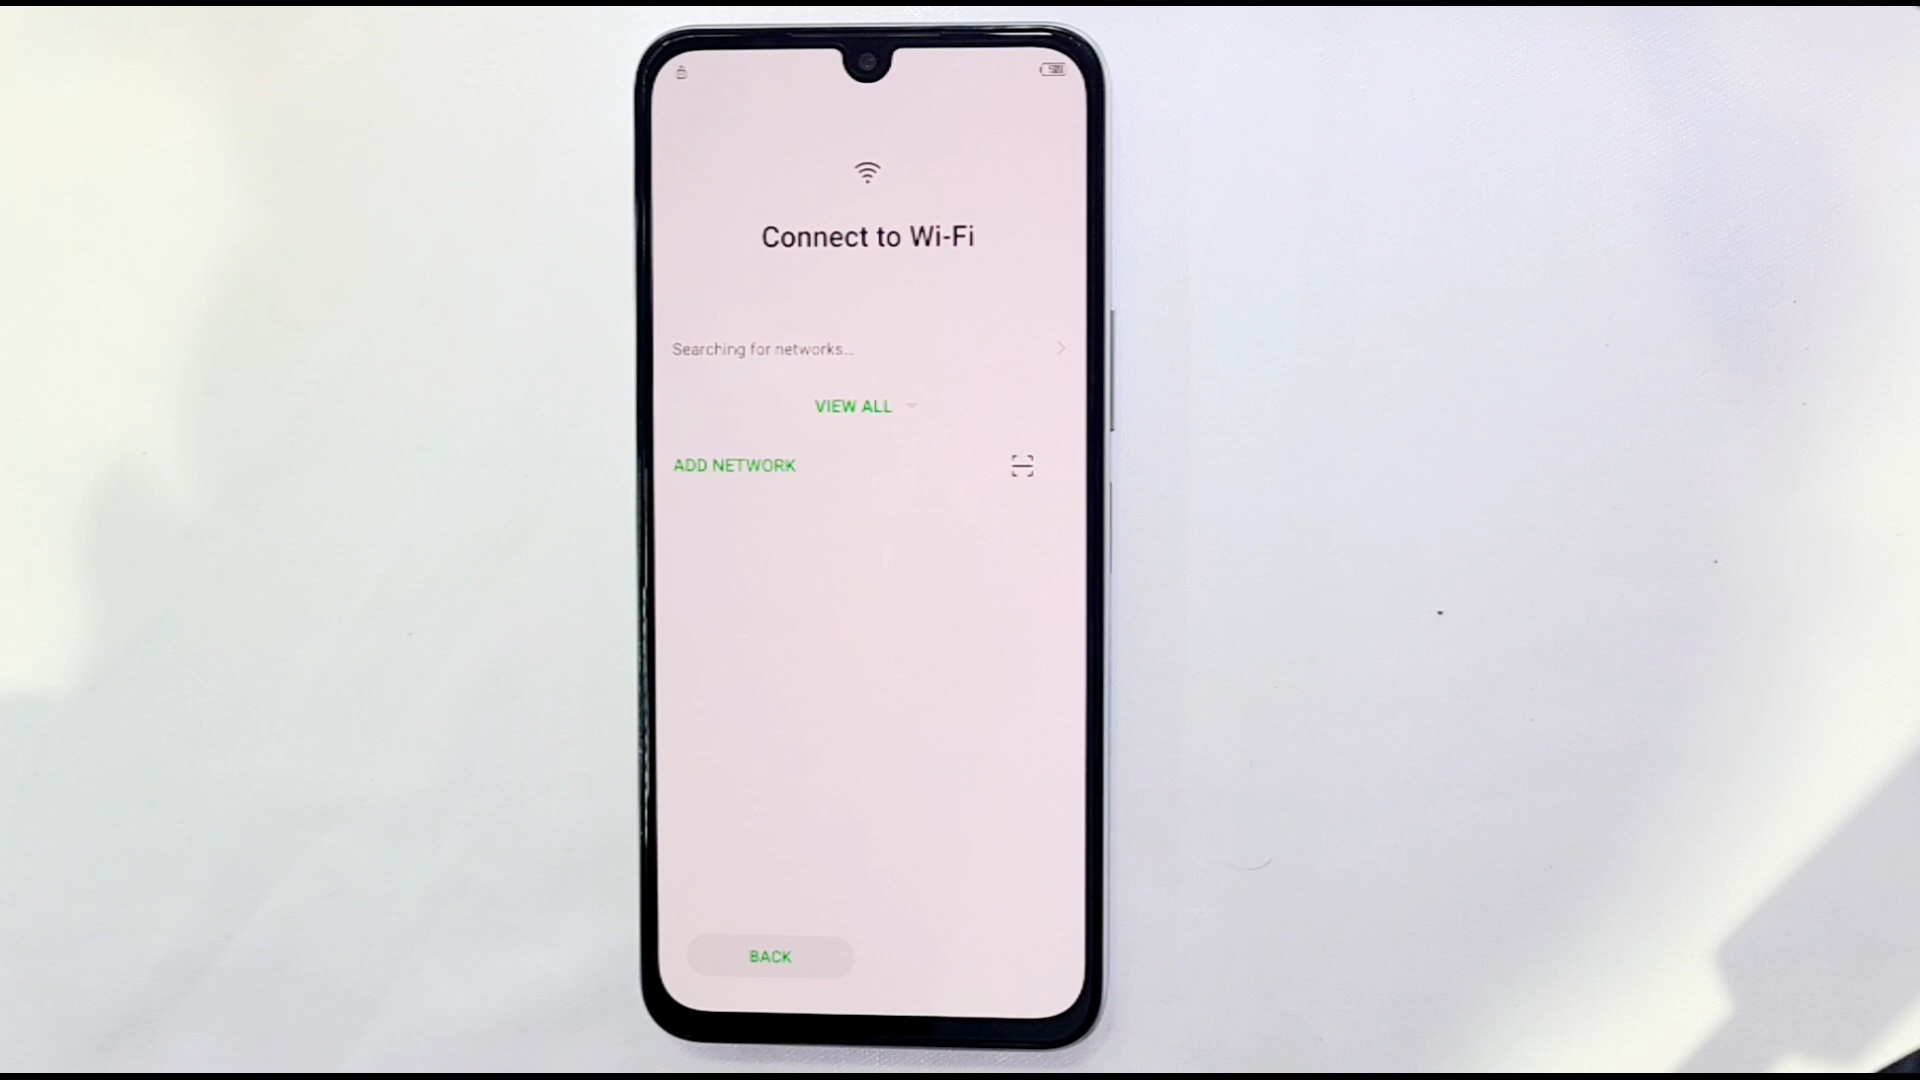 Connect to Wi-Fi
Searching for networks...
VIEW ALL
ADD NETWORK
BACK